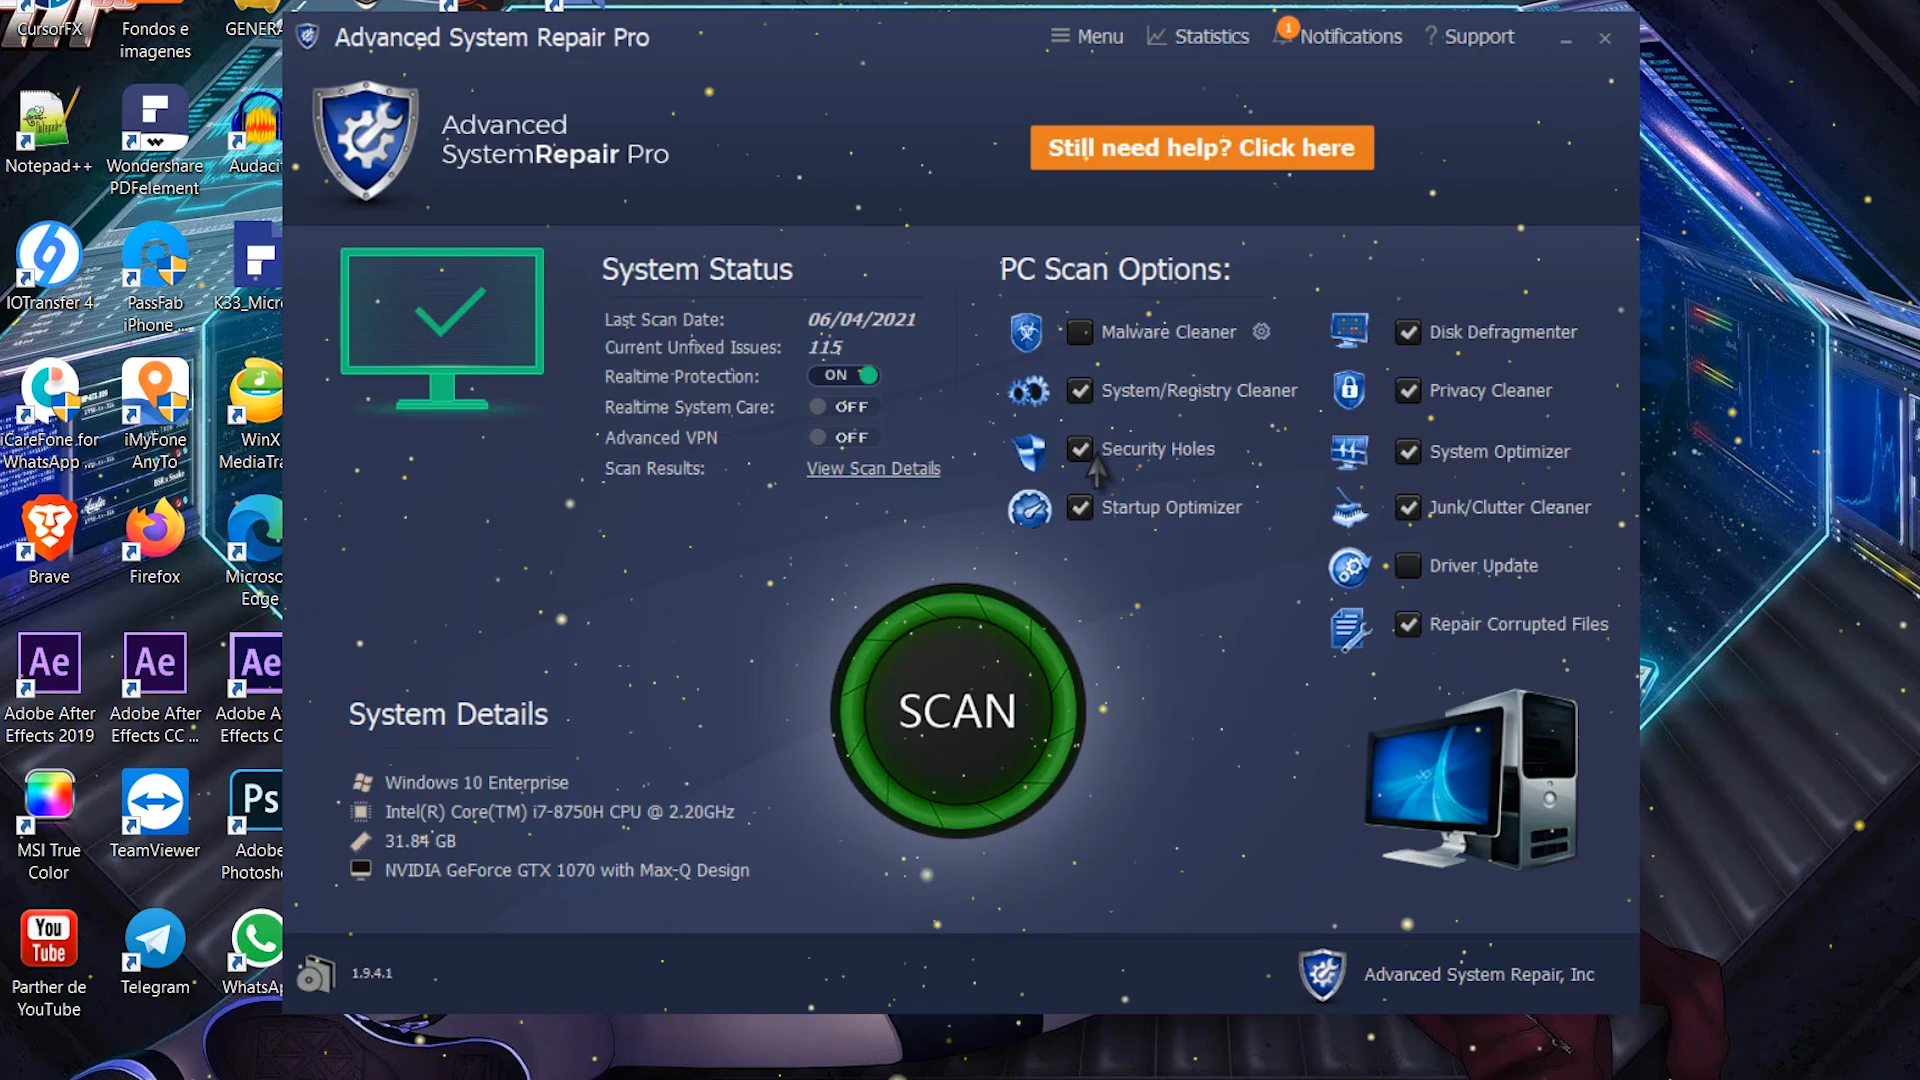 CursorFX
Fondos e
imagenes
GENERA
Notepad++
Wondershare
PDFelement
Audaci
IOTransfer 4
PassFab
iPhone ...
K33_Micro
iCareFone for
WhatsApp
iMyFone
AnyTo
WinX
MediaTra
Brave
Firefox
Microso
Edge
Ae
Ae
Ae
Adobe After
Effects 2019
Adobe After
Effects CC ...
Adobe A
Effects C
Ps
MSI True
Color
TeamViewer
Adobe
Photosh
You
Tube
Parther de
YouTube
Telegram
WhatsAp
Advanced System Repair Pro
Menu
Statistics
1
Notifications
? Support
Advanced
SystemRepair Pro
Still need help? Click here
System Status
Last Scan Date: 06/04/2021
Current Unfixed Issues: 115
Realtime Protection: ON
Realtime System Care: OFF
Advanced VPN OFF
Scan Results: View Scan Details
PC Scan Options:
Malware Cleaner
System/Registry Cleaner
Security Holes
Startup Optimizer
Disk Defragmenter
Privacy Cleaner
System Optimizer
Junk/Clutter Cleaner
Driver Update
Repair Corrupted Files
SCAN
System Details
Windows 10 Enterprise
Intel(R) Core(TM) i7-8750H CPU @ 2.20GHz
31.84 GB
NVIDIA GeForce GTX 1070 with Max-Q Design
1.9.4.1
Advanced System Repair, Inc